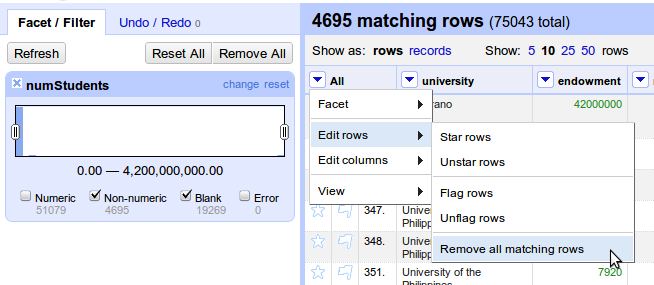 Facet / Filter
Undo / Redo 0
Refresh
Reset All
Remove All
numStudents
change reset
0.00 — 4,200,000,000.00
Numeric
51079
Non-numeric
4695
Blank
19269
Error
0
4695 matching rows (75043 total)
Show as: rows records
Show: 5 10 25 50 rows
All
university
endowment
rano
42000000
Facet
Edit rows
Edit columns
View
Star rows
Unstar rows
Flag rows
Unflag rows
Remove all matching rows
347.
Univer
Philipp
348.
Univer
Philipp
351.
University of the
Philippines
7920